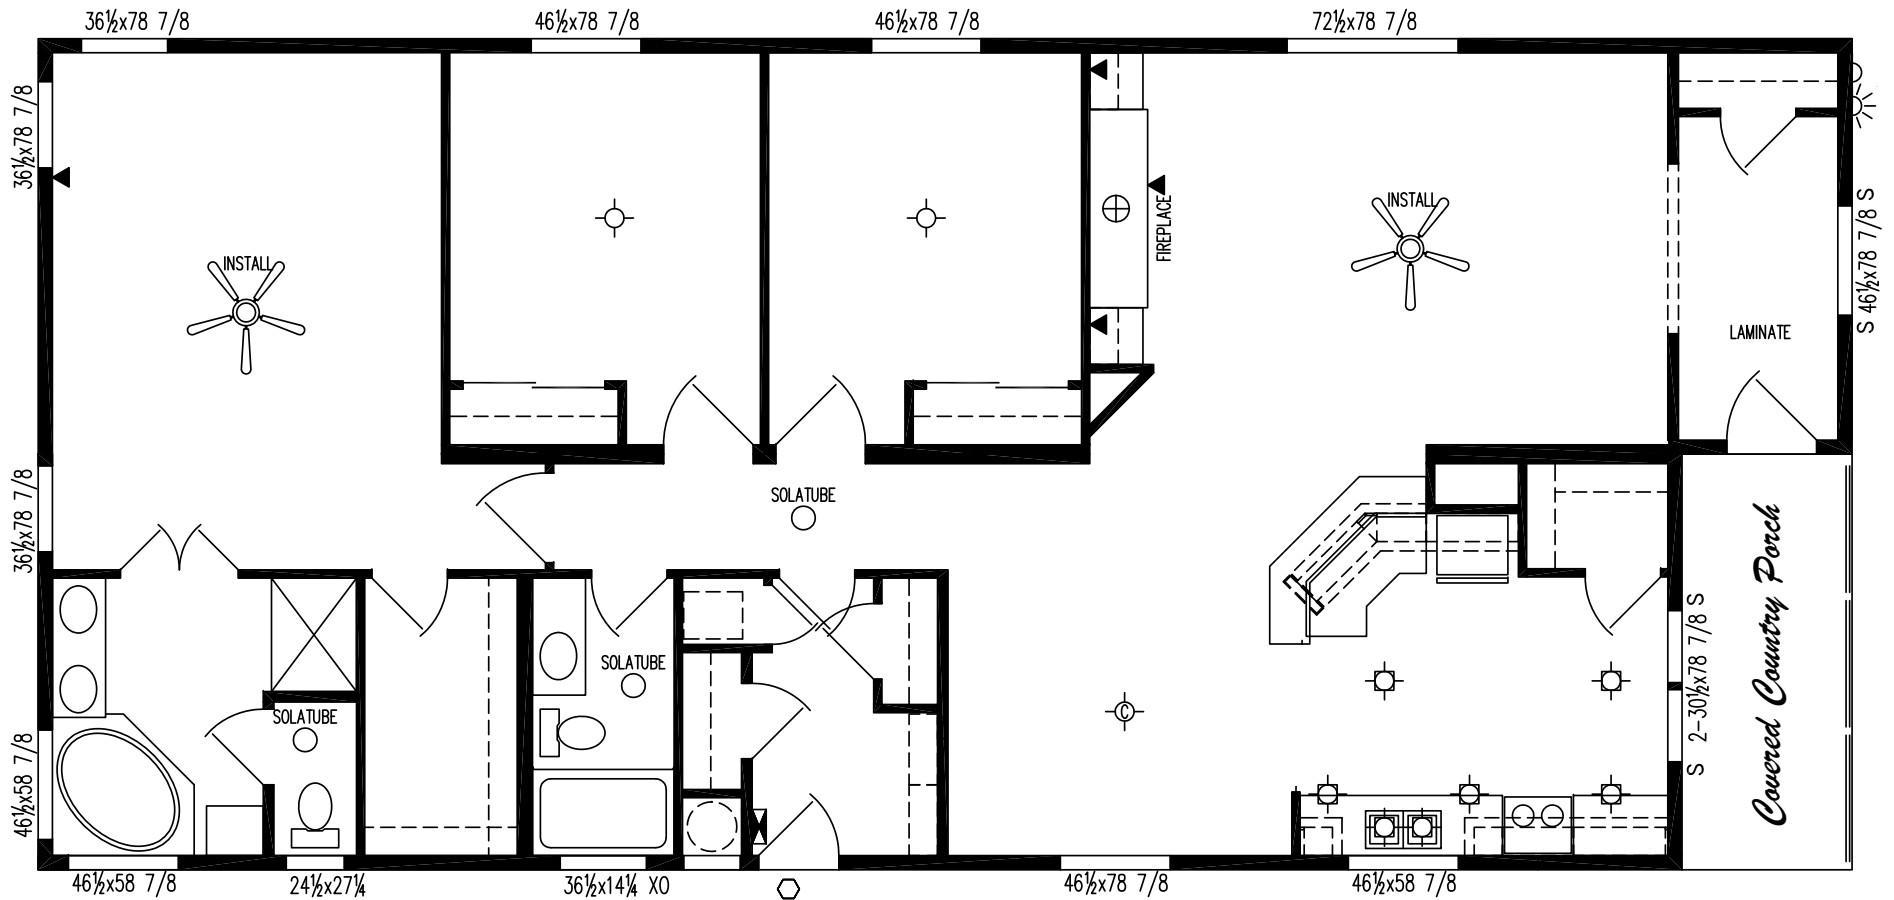 36½x78 7/8
46½x78 7/8
46½x78 7/8
72½x78 7/8
36½x78 7/8
INSTALL
INSTALL
FIREPLACE
S 46½x78 7/8 S
LAMINATE
36½x78 7/8
SOLATUBE
Covered Country Porch
S 2-30½x78 7/8 S
SOLATUBE
SOLATUBE
C
46½x58 7/8
46½x58 7/8
24½x27¼
36½x14¼ XO
46½x78 7/8
46½x58 7/8